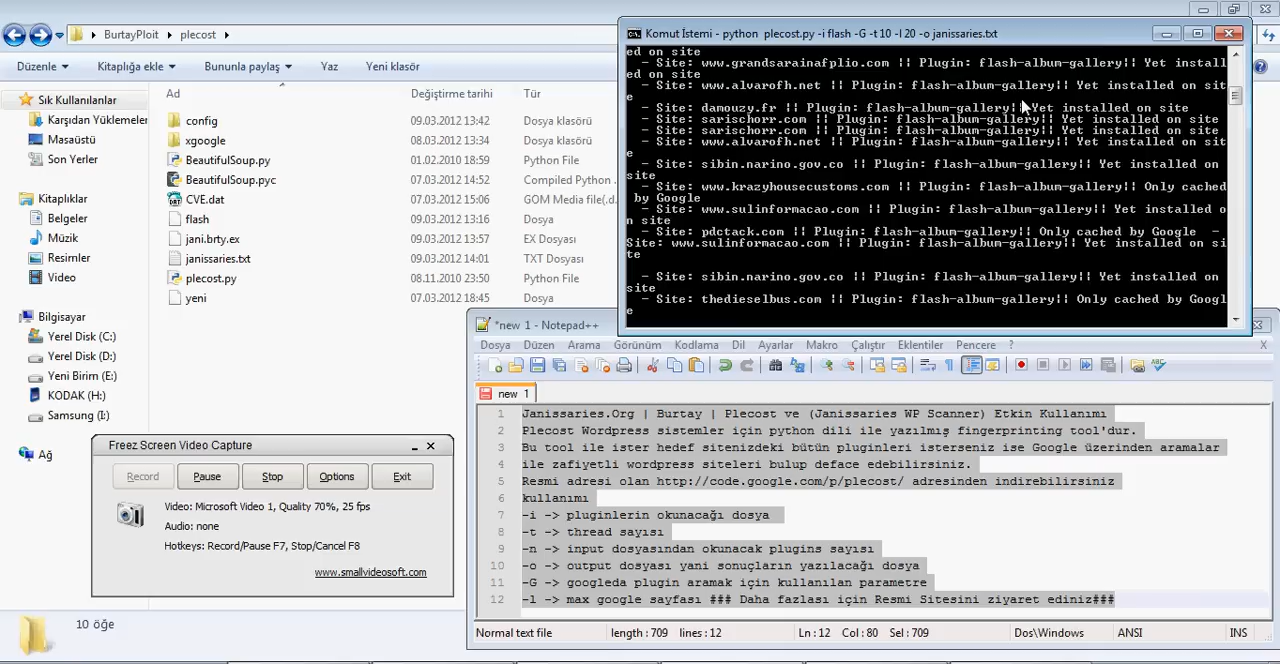 BurtayPloit
plecost
Düzenle
Kitaplığa ekle
Bununla paylaş
Yaz
Yeni klasör
Sık Kullanılanlar
Karşıdan Yüklemeler
Masaüstü
Son Yerler
Kitaplıklar
Belgeler
Müzik
Resimler
Video
Bilgisayar
Yerel Disk (C:)
Yerel Disk (D:)
Yeni Birim (E:)
KODAK (H:)
Samsung (I:)
Ağ
Ad Değiştirme tarihi Tür
config 09.03.2012 13:42 Dosya klasörü
xgoogle 08.03.2012 13:34 Dosya klasörü
BeautifulSoup.py 01.02.2010 18:59 Python File
BeautifulSoup.pyc 07.03.2012 14:52 Compiled Python .
CVE.dat 07.03.2012 15:06 GOM Media file(.d.
flash 09.03.2012 13:16 Dosya
jani.brty.ex 09.03.2012 13:57 EX Dosyası
janissaries.txt 09.03.2012 14:01 TXT Dosyası
plecost.py 08.11.2010 23:50 Python File
yeni 07.03.2012 18:45 Dosya
10 öğe
Komut İstemi - python plecost.py -i flash -G -t 10 -l 20 -o janissaries.txt
ed on site
- Site: www.grandsarainafplio.com || Plugin: flash-album-gallery|| Yet install
ed on site
- Site: www.alvarofh.net || Plugin: flash-album-gallery|| Yet installed on sit
e
- Site: damouzy.fr || Plugin: flash-album-gallery|| Yet installed on site
- Site: sarischorr.com || Plugin: flash-album-gallery|| Yet installed on site
- Site: sarischorr.com || Plugin: flash-album-gallery|| Yet installed on site
- Site: www.alvarofh.net || Plugin: flash-album-gallery|| Yet installed on sit
e
- Site: sibin.narino.gov.co || Plugin: flash-album-gallery|| Yet installed on
site
- Site: www.krazyhousecustoms.com || Plugin: flash-album-gallery|| Only cached
by Google
- Site: www.sulinformacao.com || Plugin: flash-album-gallery|| Yet installed o
n site
- Site: pdctack.com || Plugin: flash-album-gallery|| Only cached by Google -
Site: www.sulinformacao.com || Plugin: flash-album-gallery|| Yet installed on si
te
- Site: sibin.narino.gov.co || Plugin: flash-album-gallery|| Yet installed on
site
- Site: thedieselbus.com || Plugin: flash-album-gallery|| Only cached by Googl
e
*new 1 - Notepad++
Dosya Düzen Arama Görünüm Kodlama Dil Ayarlar Makro Çalıştır Eklentiler Pencere ? X
new 1
1 Janissaries.Org | Burtay | Plecost ve (Janissaries WP Scanner) Etkin Kullanımı
2 Plecost Wordpress sistemler için python dili ile yazılmış fingerprinting tool'dur.
3 Bu tool ile ister hedef sitenizdeki bütün pluginleri isterseniz ise Google üzerinden aramalar
4 ile zafiyetli wordpress siteleri bulup deface edebilirsiniz.
5 Resmi adresi olan http://code.google.com/p/plecost/ adresinden indirebilirsiniz
6 kullanımı
7 -i -> pluginlerin okunacağı dosya
8 -t -> thread sayısı
9 -n -> input dosyasından okunacak plugins sayısı
10 -o -> output dosyası yani sonuçların yazılacağı dosya
11 -G -> googleda plugin aramak için kullanılan parametre
12 -l -> max google sayfası ### Daha fazlası için Resmi Sitesini ziyaret ediniz###
Normal text file length : 709 lines : 12 Ln : 12 Col : 80 Sel : 709 Dos\Windows ANSI INS
Freez Screen Video Capture
Record Pause Stop Options Exit
Video: Microsoft Video 1, Quality 70%, 25 fps
Audio: none
Hotkeys: Record/Pause F7, Stop/Cancel F8
www.smallvideosoft.com